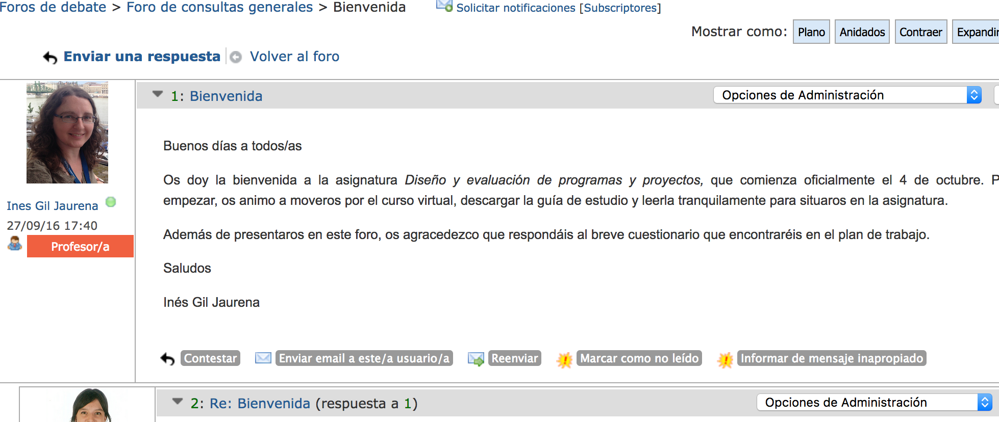 Foros de debate > Foro de consultas generales > Bienvenida
Solicitar notificaciones [Subscriptores]
Mostrar como: Plano Anidados Contraer Expandir
Enviar una respuesta
Volver al foro
1: Bienvenida
Opciones de Administración
Ines Gil Jaurena
27/09/16 17:40
Profesor/a
Buenos días a todos/as
Os doy la bienvenida a la asignatura Diseño y evaluación de programas y proyectos, que comienza oficialmente el 4 de octubre. P
empezar, os animo a moveros por el curso virtual, descargar la guía de estudio y leerla tranquilamente para situaros en la asignatura.
Además de presentaros en este foro, os agracedezco que respondáis al breve cuestionario que encontraréis en el plan de trabajo.
Saludos
Inés Gil Jaurena
Contestar Enviar email a este/a usuario/a Reenviar Marcar como no leído Informar de mensaje inapropiado
2: Re: Bienvenida (respuesta a 1)
Opciones de Administración